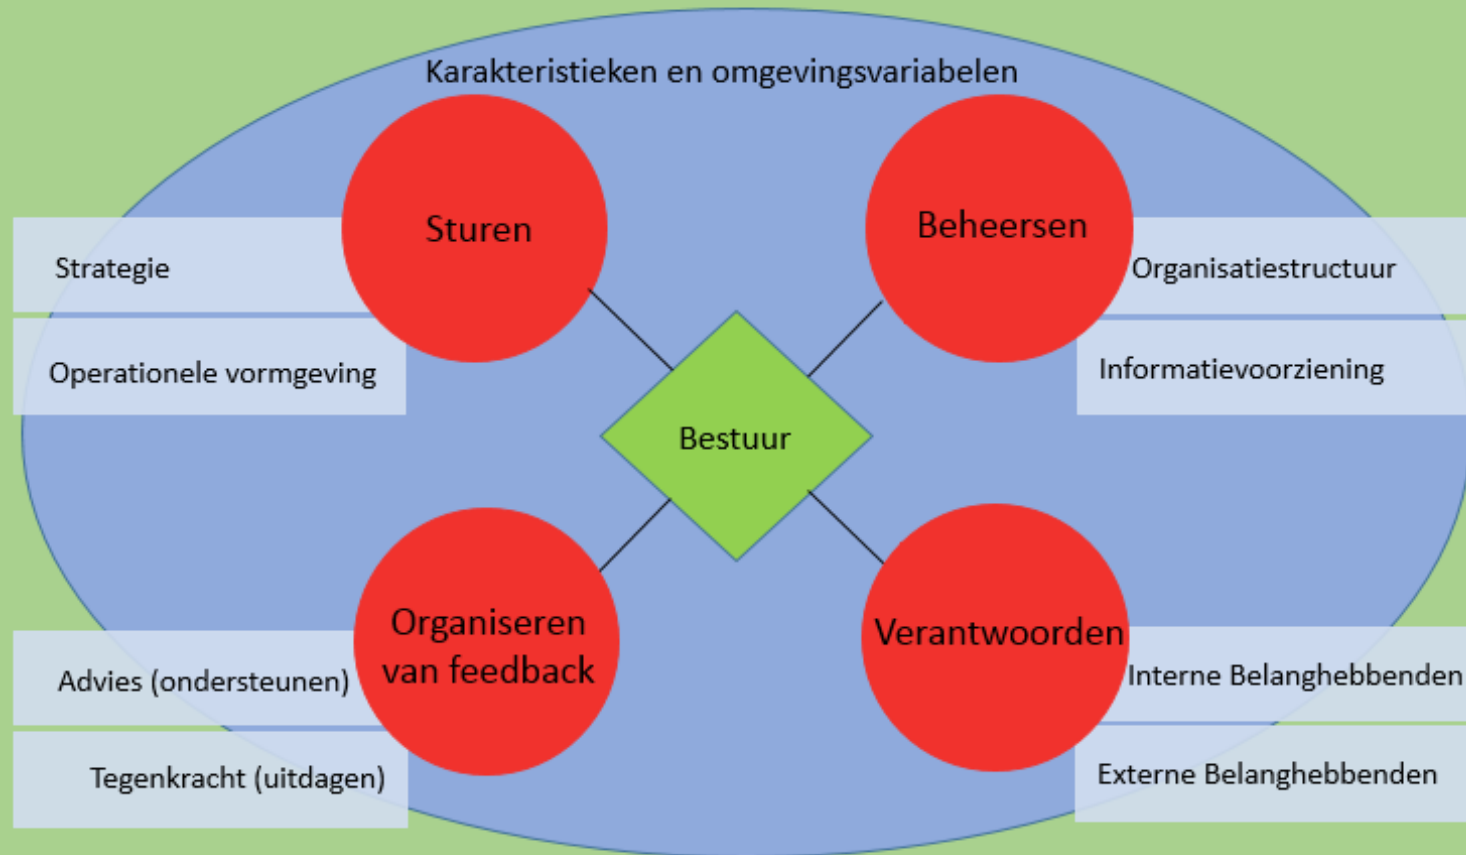 Karakteristieken en omgevingsvariabelen
Sturen
Strategie
Operationele vormgeving
Beheersen
Organisatiestructuur
Informatievoorziening
Bestuur
Organiseren
van feedback
Advies (ondersteunen)
Tegenkracht (uitdagen)
Verantwoorden
Interne Belanghebbenden
Externe Belanghebbenden